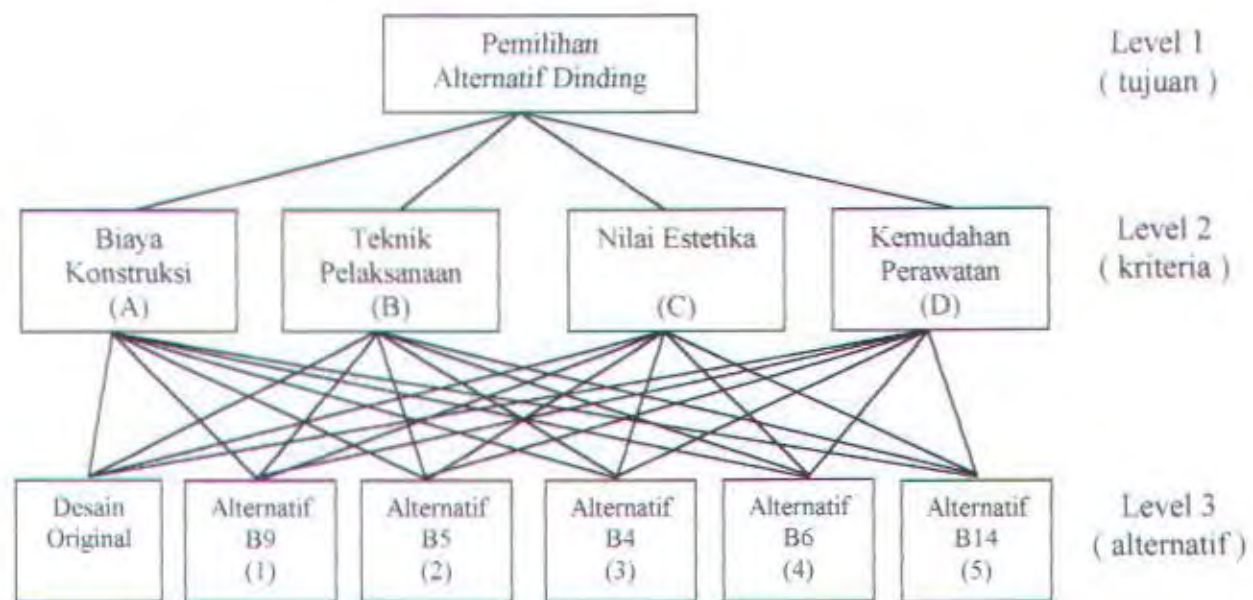 Pemilihan
Alternatif Dinding
Level 1
( tujuan )
Biaya
Konstruksi
(A)
Teknik
Pelaksanaan
(B)
Nilai Estetika
(C)
Kemudahan
Perawatan
(D)
Level 2
( kriteria )
Desain
Original
Alternatif
B9
(1)
Alternatif
B5
(2)
Alternatif
B4
(3)
Alternatif
B6
(4)
Alternatif
B14
(5)
Level 3
( alternatif )